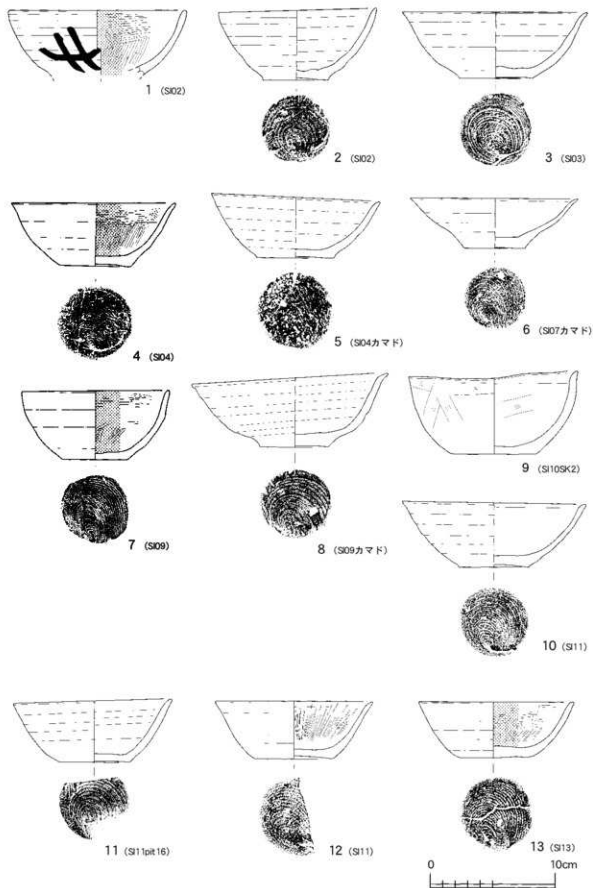 1 (SI02)
2 (SI02)
3 (SI03)
4 (SI04)
5 (SI04カマド)
6 (SI07カマド)
7 (SI09)
8 (SI09カマド)
9 (SI10SK2)
10 (SI11)
11 (SI11pit16)
12 (SI11)
13 (SI13)
0 10cm